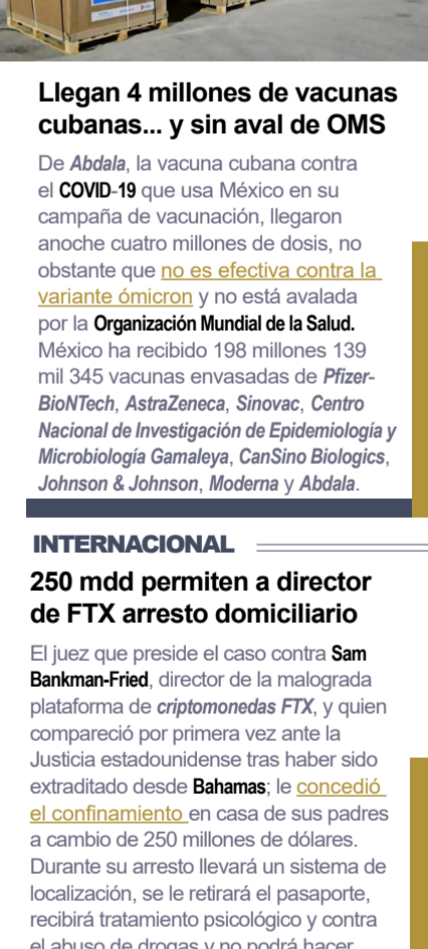 Llegan 4 millones de vacunas
cubanas... y sin aval de OMS
De Abdala, la vacuna cubana contra
el COVID-19 que usa México en su
campaña de vacunación, llegaron
anoche cuatro millones de dosis, no
obstante que no es efectiva contra la
variante ómicron y no está avalada
por la Organización Mundial de la Salud.
México ha recibido 198 millones 139
mil 345 vacunas envasadas de Pfizer-
BioNTech, AstraZeneca, Sinovac, Centro
Nacional de Investigación de Epidemiología y
Microbiología Gamaleya, CanSino Biologics,
Johnson & Johnson, Moderna y Abdala.
INTERNACIONAL
250 mdd permiten a director
de FTX arresto domiciliario
El juez que preside el caso contra Sam
Bankman-Fried, director de la malograda
plataforma de criptomonedas FTX, y quien
compareció por primera vez ante la
Justicia estadounidense tras haber sido
extraditado desde Bahamas; le concedió
el confinamiento en casa de sus padres
a cambio de 250 millones de dólares.
Durante su arresto llevará un sistema de
localización, se le retirará el pasaporte,
recibirá tratamiento psicológico y contra
el abuso de drogas y no podrá hacer